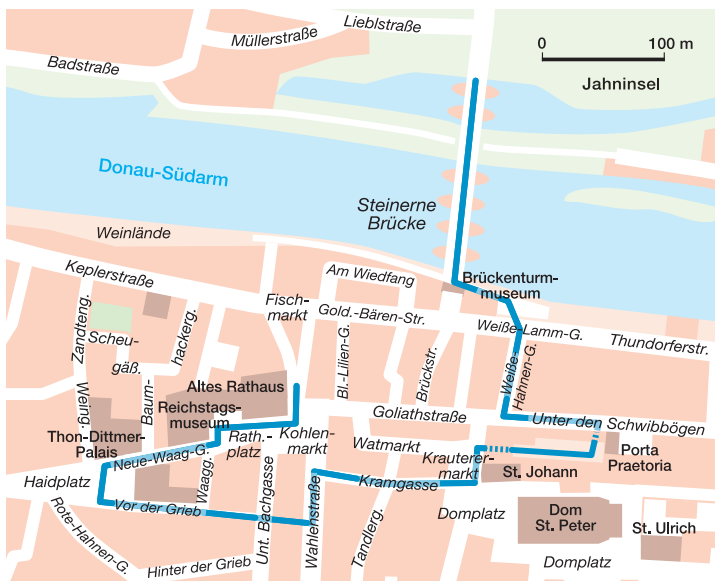 Lieblstraße
Müllerstraße
Badstraße
0 100 m
Jahninsel
Donau-Südarm
Steinerne
Brücke
Weinlände
Keplerstraße
Am Wiedfang
Brückenturm-
museum
Fisch-
markt
Gold.-Bären-Str.
Weiße-Lamm-G.
Thundorferstr.
Zandteng.
Scheu-
gäß.
hackerg.
Baum-
Weing.
Bl.-Lilien-G.
Brückstr.
Weiße-
Hahnen-G.
Altes Rathaus
Reichstags-
museum
Goliathstraße
Unter den Schwibbögen
Thon-Dittmer-
Palais
Rath.-
platz
Kohlen-
markt
Watmarkt
Krauterer-
markt
Porta
Praetoria
Neue-Waag-G.
Waagg.
St. Johann
Haidplatz
Vor der Grieb
Unt. Bachgasse
Wahlenstraße
Kramgasse
Tandlerg.
Domplatz
Dom
St. Peter
St. Ulrich
Rote-Hahnen-G.
Hinter der Grieb
Domplatz